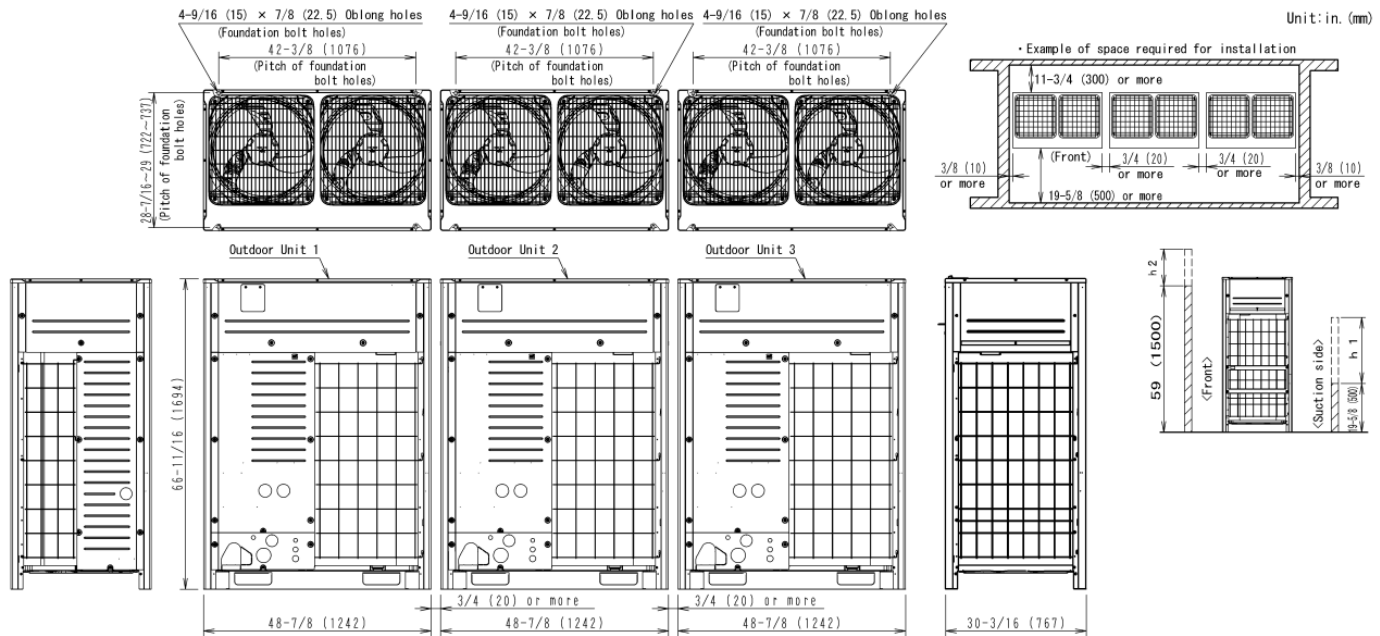 4-9/16 (15) × 7/8 (22.5) Oblong holes
(Foundation bolt holes)
42-3/8 (1076)
(Pitch of foundation
bolt holes)
4-9/16 (15) × 7/8 (22.5) Oblong holes
(Foundation bolt holes)
42-3/8 (1076)
(Pitch of foundation
bolt holes)
4-9/16 (15) × 7/8 (22.5) Oblong holes
(Foundation bolt holes)
42-3/8 (1076)
(Pitch of foundation
bolt holes)
Unit:in.(mm)
28-7/16~29 (722~737)
(Pitch of foundation
bolt holes)
・Example of space required for installation
11-3/4 (300) or more
(Front)
3/8 (10)
or more
3/4 (20)
or more
3/4 (20)
or more
3/8 (10)
or more
19-5/8 (500) or more
Outdoor Unit 1
Outdoor Unit 2
Outdoor Unit 3
66-11/16 (1694)
h2
59 (1500)
<Front>
<Suction side>
h1
19-5/8 (500)
3/4 (20) or more
3/4 (20) or more
48-7/8 (1242)
48-7/8 (1242)
48-7/8 (1242)
30-3/16 (767)